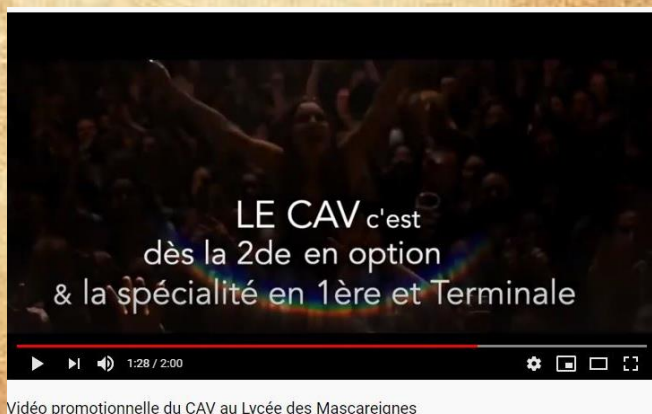 LE CAV c'est
dès la 2de en option
& la spécialité en 1ère et Terminale
1:28 / 2:00
Vidéo promotionnelle du CAV au Lycée des Mascareignes